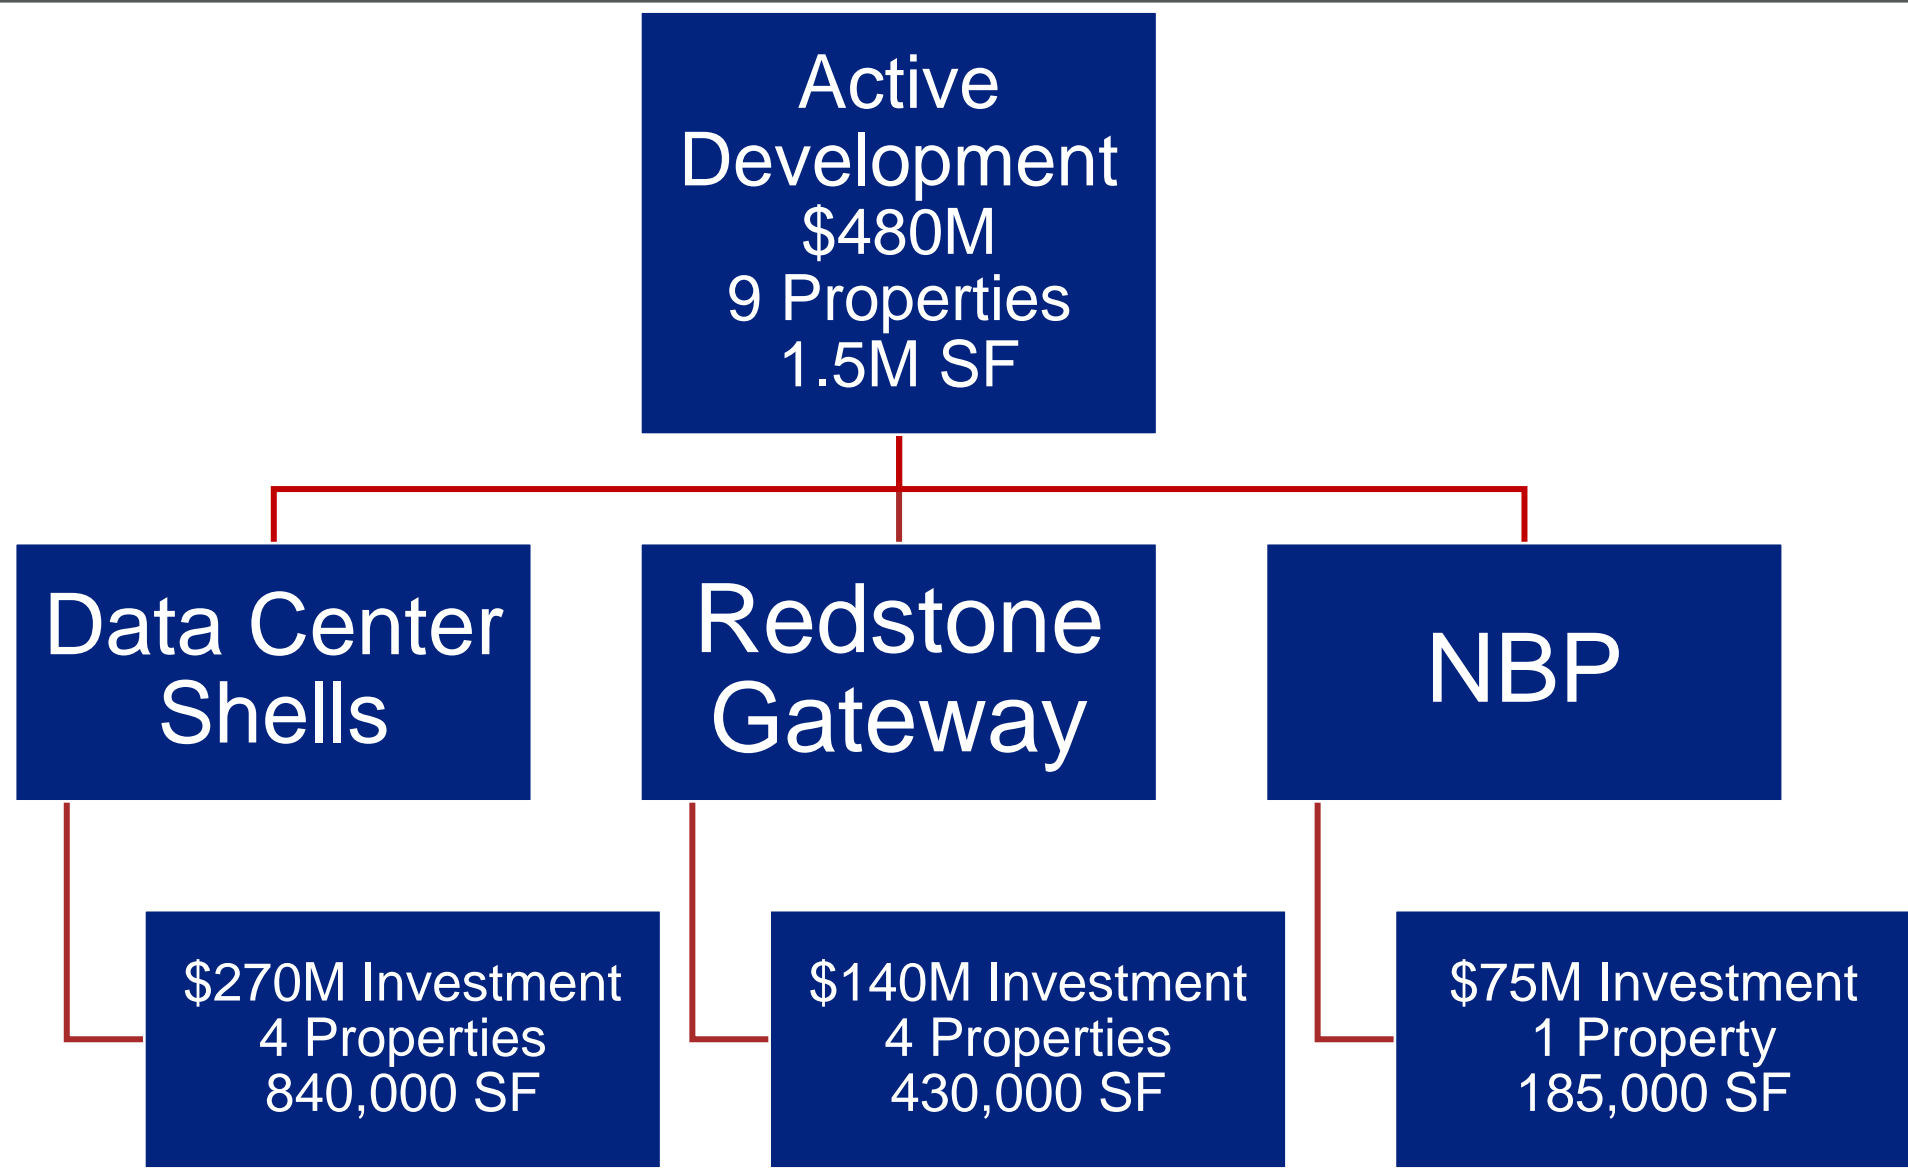 Active
Development
$480M
9 Properties
1.5M SF
Data Center
Shells
Redstone
Gateway
NBP
$270M Investment
4 Properties
840,000 SF
$140M Investment
4 Properties
430,000 SF
$75M Investment
1 Property
185,000 SF